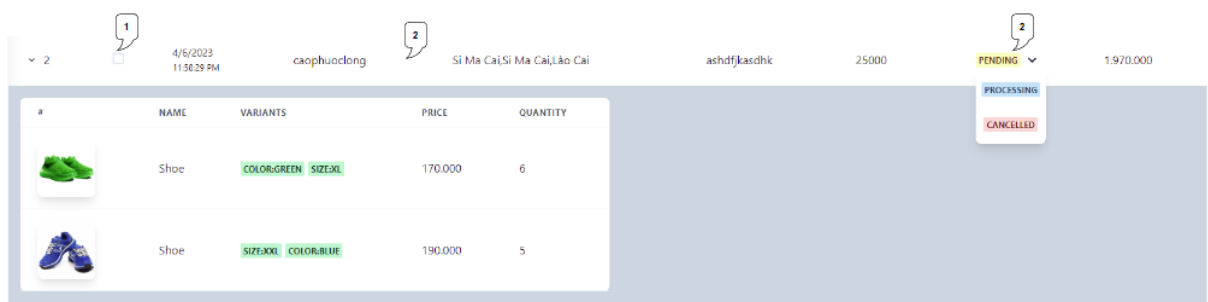 1
2
2
2
4/6/2023
11:58:29 PM
caophuoclong
Si Ma Cai,Si Ma Cai,Lào Cai
ashdfjkasdhk
25000
PENDING
1.970.000
PROCESSING
CANCELLED
# NAME VARIANTS PRICE QUANTITY
Shoe COLOR:GREEN SIZE:XL 170.000 6
Shoe SIZE:XXL COLOR:BLUE 190.000 5